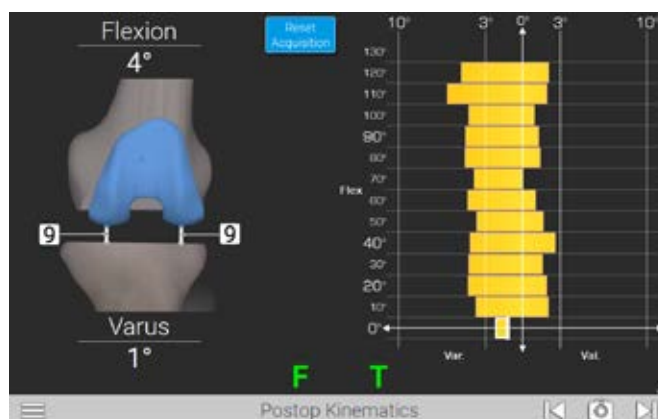 Flexion
4°
Reset
Acquisition
10° 3° 0° 3° 10°
130°
120°
110°
100°
90°
80°
70°
Flex
60°
50°
40°
30°
20°
10°
0°
9 9
Varus
1°
Var. Val.
F T
Postop Kinematics